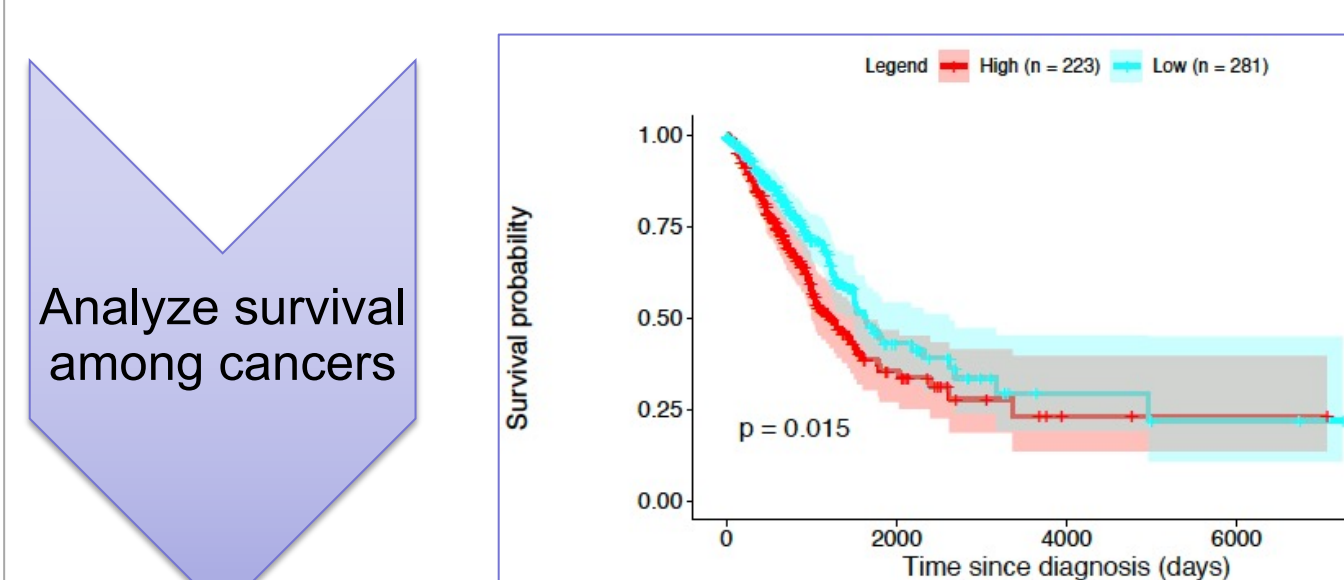 Analyze survival
among cancers
Legend High (n = 223) Low (n = 281)
Survival probability
1.00
0.75
0.50
0.25
0.00
p = 0.015
0 2000 4000 6000
Time since diagnosis (days)